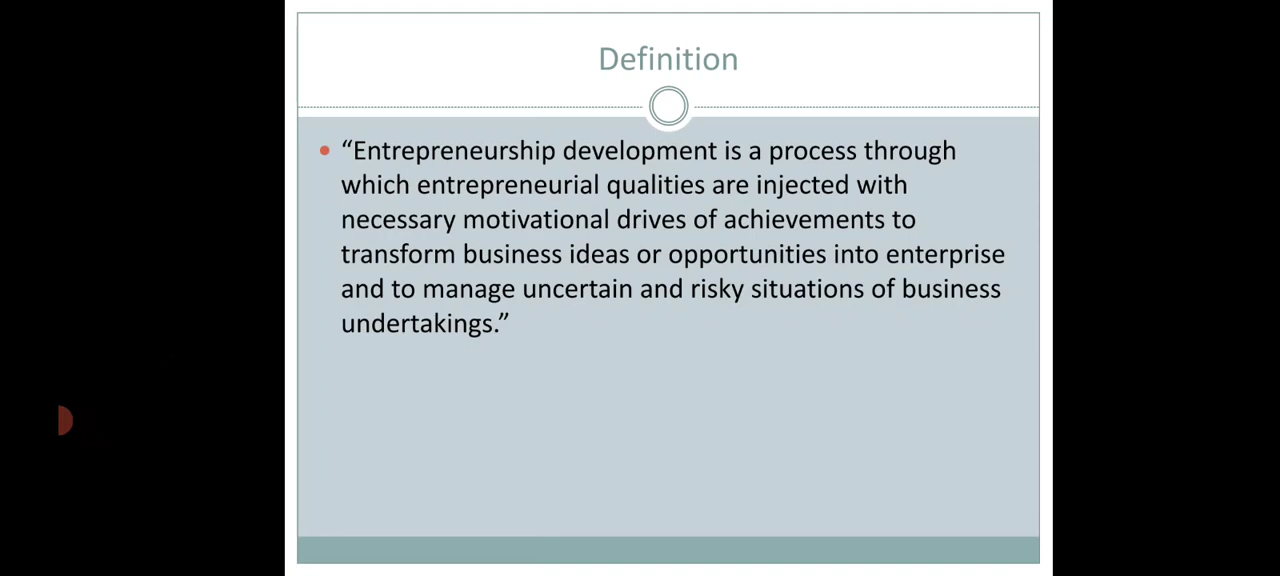 Definition
“Entrepreneurship development is a process through
which entrepreneurial qualities are injected with
necessary motivational drives of achievements to
transform business ideas or opportunities into enterprise
and to manage uncertain and risky situations of business
undertakings.”